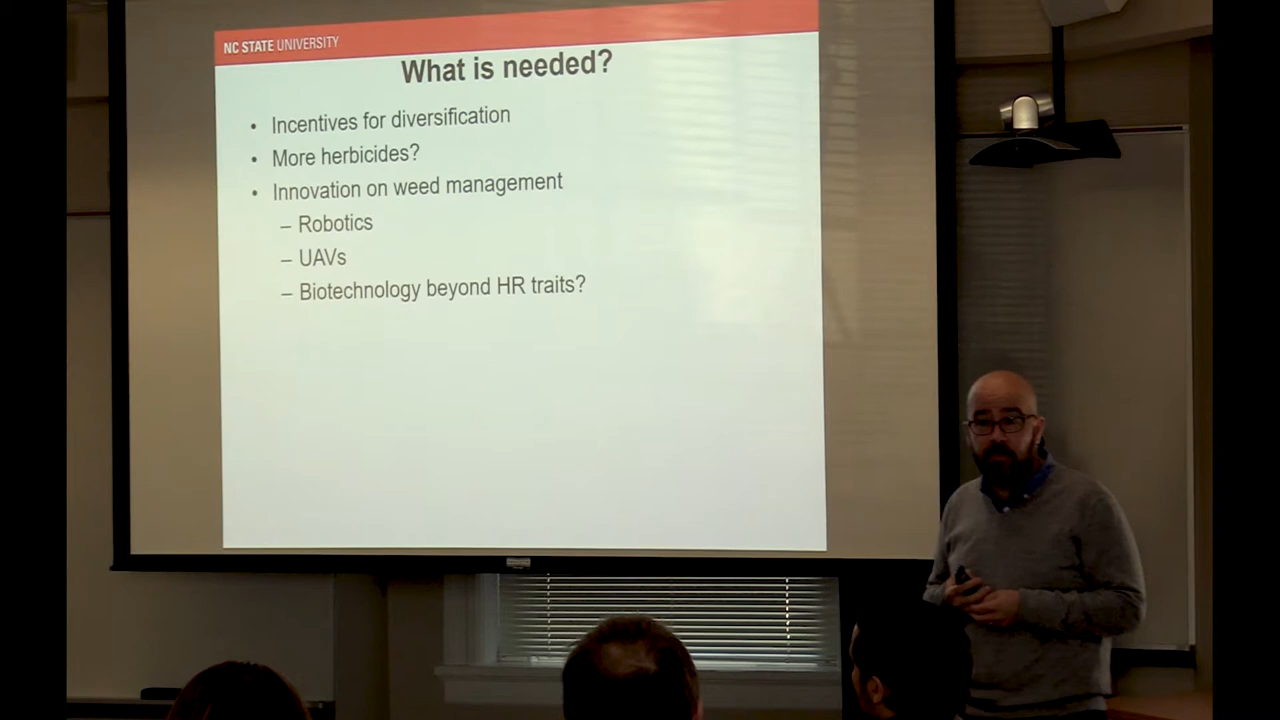 NC STATE UNIVERSITY
What is needed?
• Incentives for diversification
• More herbicides?
• Innovation on weed management
– Robotics
– UAVs
– Biotechnology beyond HR traits?